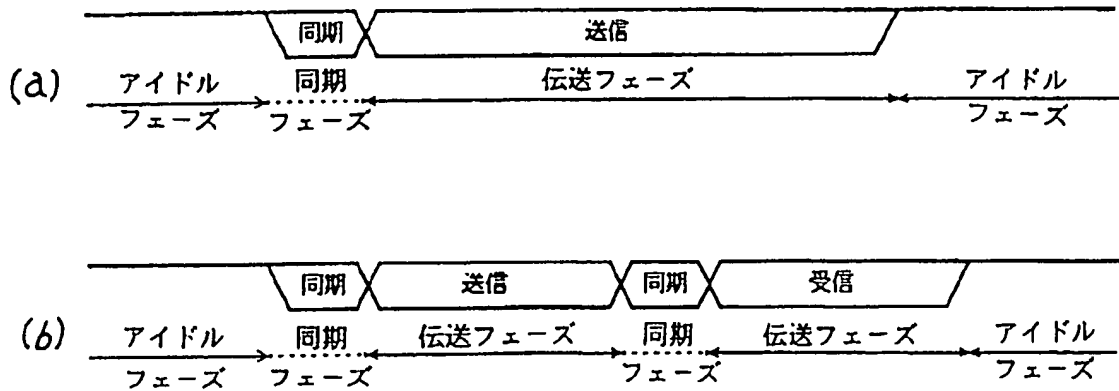 同期 送信
(a) アイドル 同期 伝送フェーズ アイドル
フェーズ フェーズ フェーズ
同期 送信 同期 受信
(b) アイドル 同期 伝送フェーズ 同期 伝送フェーズ アイドル
フェーズ フェーズ フェーズ フェーズ